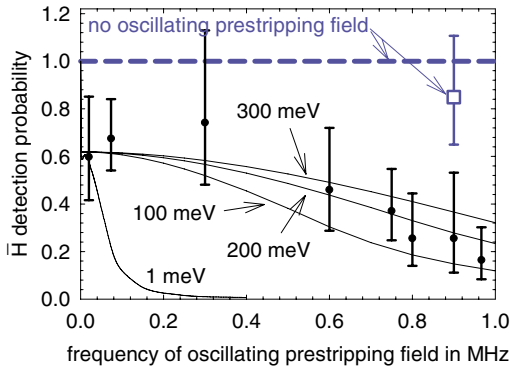 1.2
no oscillating prestripping field
1.0
0.8
0.6
0.4
0.2
0.0
H̅ detection probability
300 meV
100 meV
200 meV
1 meV
0.0 0.2 0.4 0.6 0.8 1.0
frequency of oscillating prestripping field in MHz